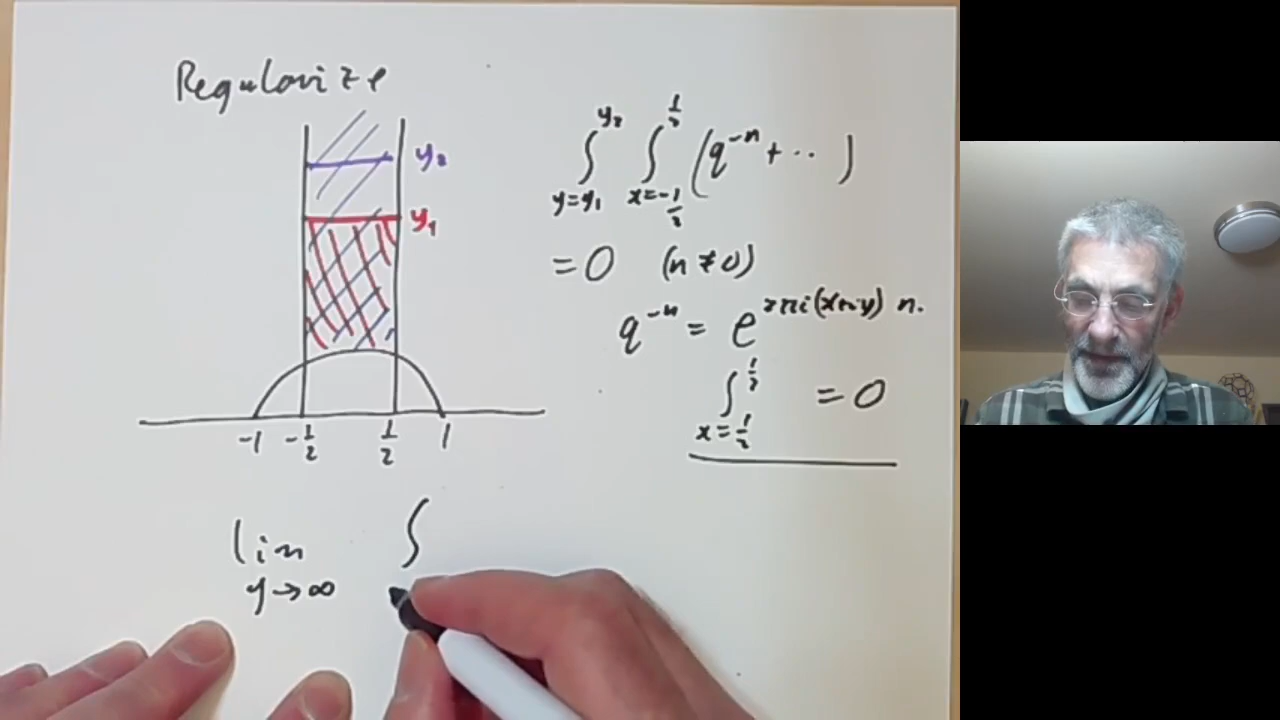 Regularize
y₂
y₁
-1 -1/2 1/2 1
∫_{y=y₁}^{y₂} ∫_{x=-1/2}^{1/2} (q^{-n} + ⋯ )
= 0 (n ≠ 0)
q^{-n} = e^{2πi(x+iy) n.}
∫_{x=1/2}^{1/2} = 0
lim ∫
y→∞